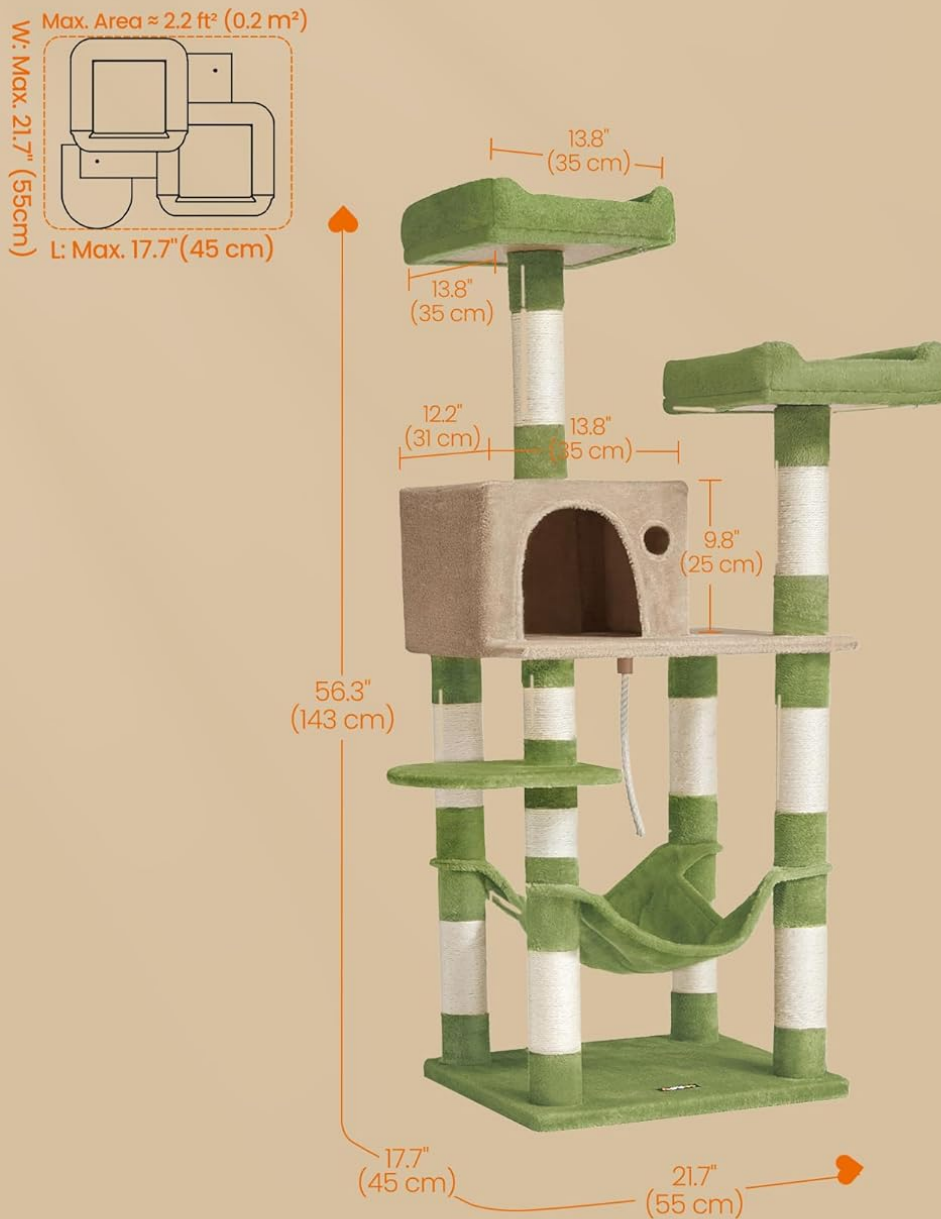 Max. Area ≈ 2.2 ft² (0.2 m²)
W: Max. 21.7" (55cm)
L: Max. 17.7" (45 cm)
13.8"
(35 cm)
13.8"
(35 cm)
12.2"
(31 cm)
13.8"
(35 cm)
9.8"
(25 cm)
56.3"
(143 cm)
17.7"
(45 cm)
21.7"
(55 cm)